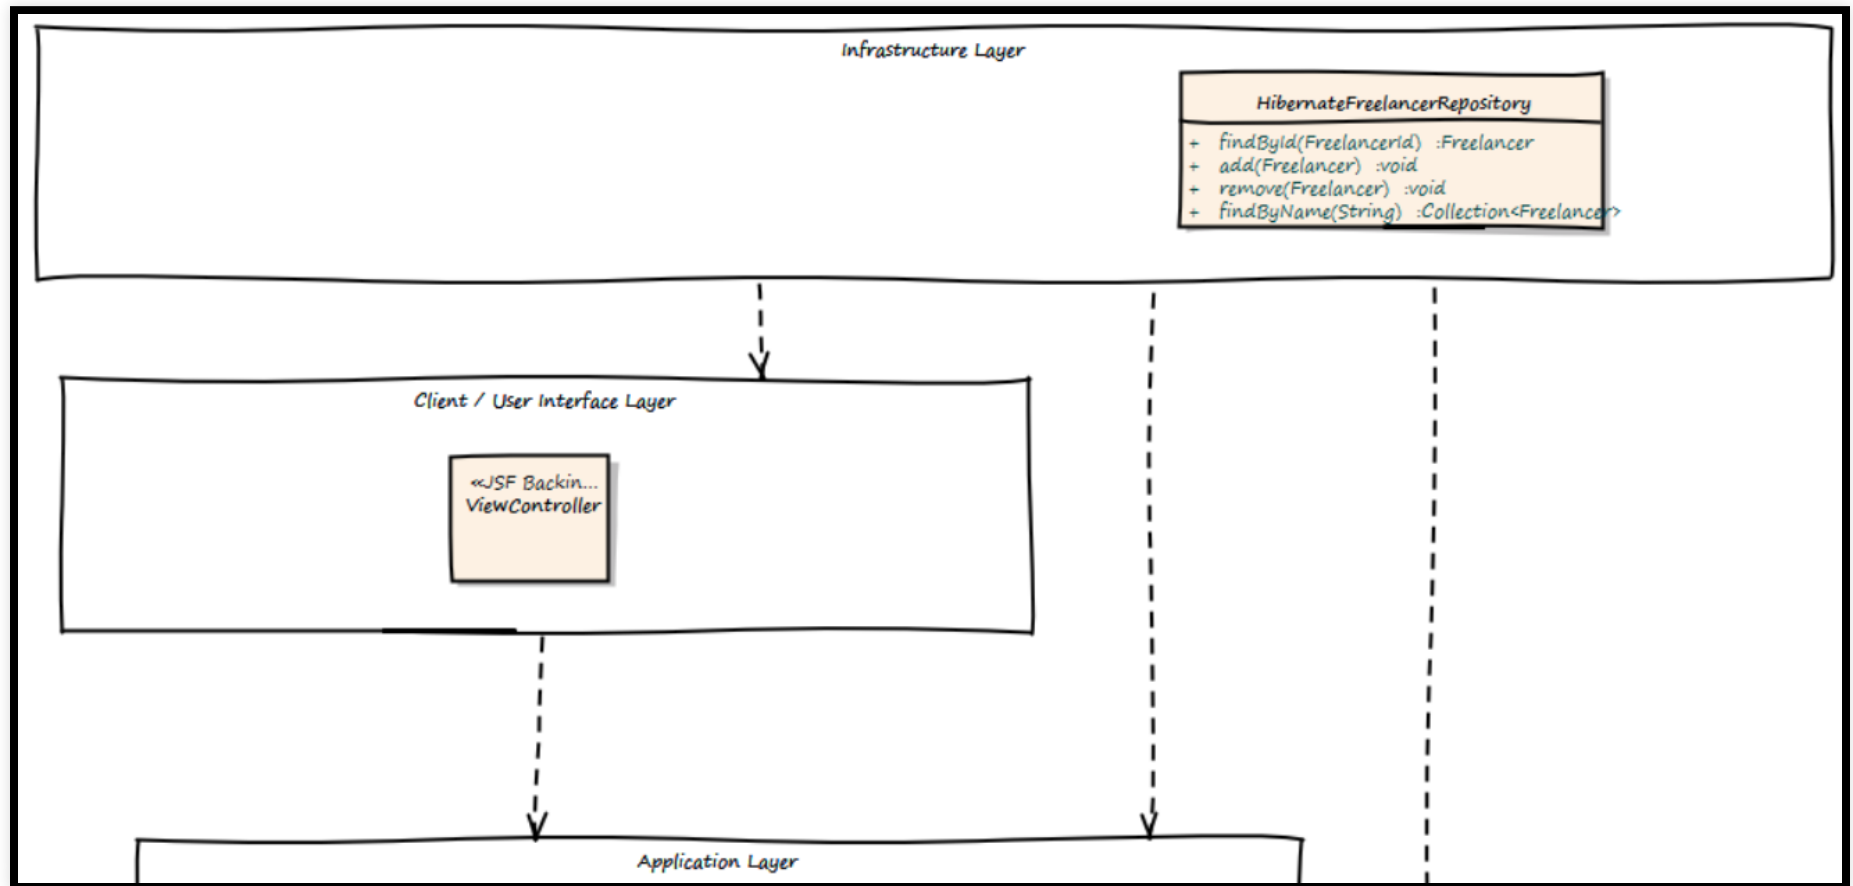 Infrastructure Layer
HibernateFreelancerRepository
+ findById(FreelancerId) :Freelancer
+ add(Freelancer) :void
+ remove(Freelancer) :void
+ findByName(String) :Collection<Freelancer>
Client / User Interface Layer
«JSF Backin...
ViewController
Application Layer